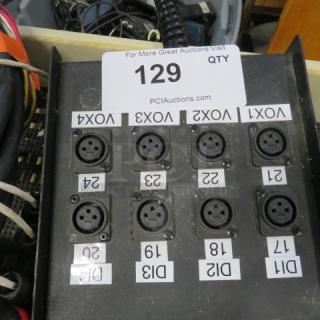 For More Great Auctions Visit
129
QTY
PCIAuctions.com
VOX4 VOX3 VOX2 VOX1
24 23 22 21
20 19 18 17
DI4 DI3 DI2 DI1